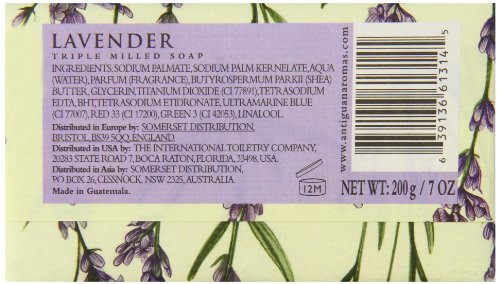 LAVENDER
TRIPLE MILLED SOAP
INGREDIENTS: SODIUM PALMATE, SODIUM PALM KERNELATE, AQUA
(WATER), PARFUM (FRAGRANCE), BUTYROSPERMUM PARKII (SHEA)
BUTTER, GLYCERIN, TITANIUM DIOXIDE (CI 77891), TETRASODIUM
EDTA, BHT, TETRASODIUM ETIDRONATE, ULTRAMARINE BLUE
(CI 77007), RED 33 (CI 17200), GREEN 3 (CI 42053), LINALOOL.
Distributed in Europe by: SOMERSET DISTRIBUTION,
BRISTOL, BS39 5QQ, ENGLAND
Distributed in USA by: THE INTERNATIONAL TOILETRY COMPANY,
20283 STATE ROAD 7, BOCA RATON, FLORIDA, 33498, USA.
Distributed in Asia by: SOMERSET DISTRIBUTION,
PO BOX 26, CESSNOCK, NSW 2325, AUSTRALIA.
Made in Guatemala.
www.antiguanaromas.com
6 39136 61314 5
12M
NET WT: 200 g / 7 OZ